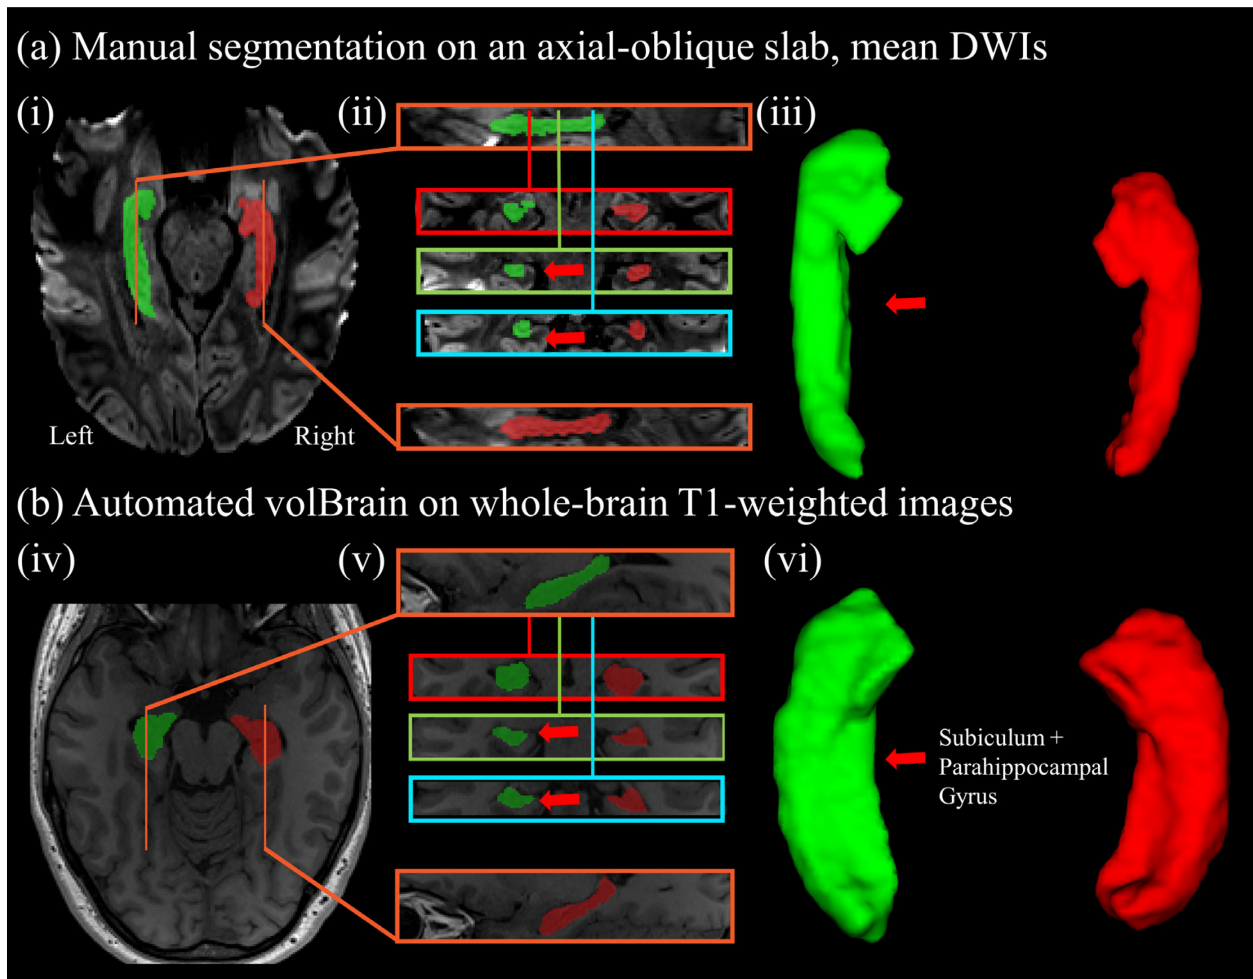 (a) Manual segmentation on an axial-oblique slab, mean DWIs
(i)
(ii)
(iii)
Left
Right
(b) Automated volBrain on whole-brain T1-weighted images
(iv)
(v)
(vi)
Subiculum +
Parahippocampal
Gyrus